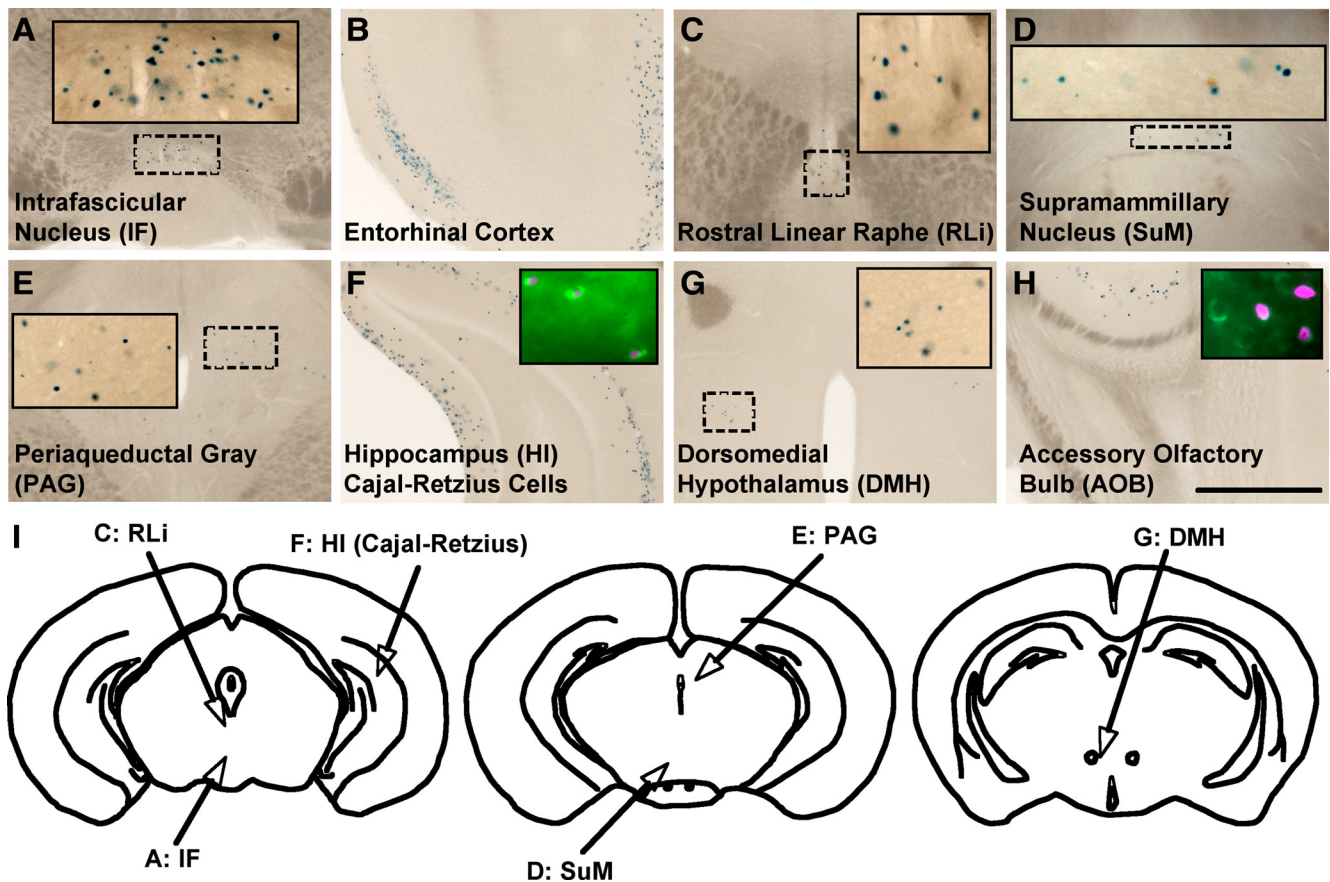 A
Intrafascicular
Nucleus (IF)
B
Entorhinal Cortex
C
Rostral Linear Raphe (RLi)
D
Supramammillary
Nucleus (SuM)
E
Periaqueductal Gray
(PAG)
F
Hippocampus (HI)
Cajal-Retzius Cells
G
Dorsomedial
Hypothalamus (DMH)
H
Accessory Olfactory
Bulb (AOB)
I
C: RLi
F: HI (Cajal-Retzius)
E: PAG
G: DMH
A: IF
D: SuM